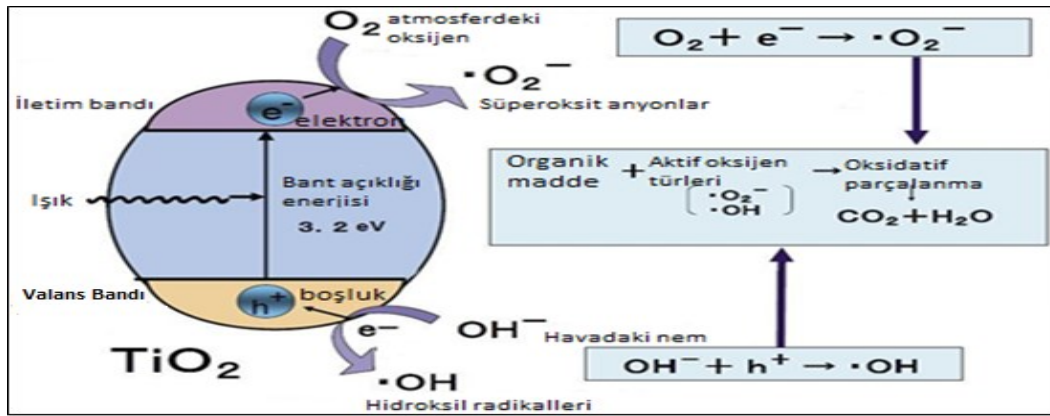 O₂ atmosferdeki
oksijen
O₂ + e⁻ → ·O₂⁻
·O₂⁻
İletim bandı
e⁻
elektron
Süperoksit anyonlar
Organik
madde
+ Aktif oksijen
türleri
·O₂⁻
·OH
→ Oksidatif
parçalanma
CO₂+H₂O
Işık
Bant açıklığı
enerjisi
3. 2 eV
Valans Bandı
h⁺
boşluk
e⁻
OH⁻ Havadaki nem
TiO₂
·OH
Hidroksil radikalleri
OH⁻ + h⁺ → ·OH